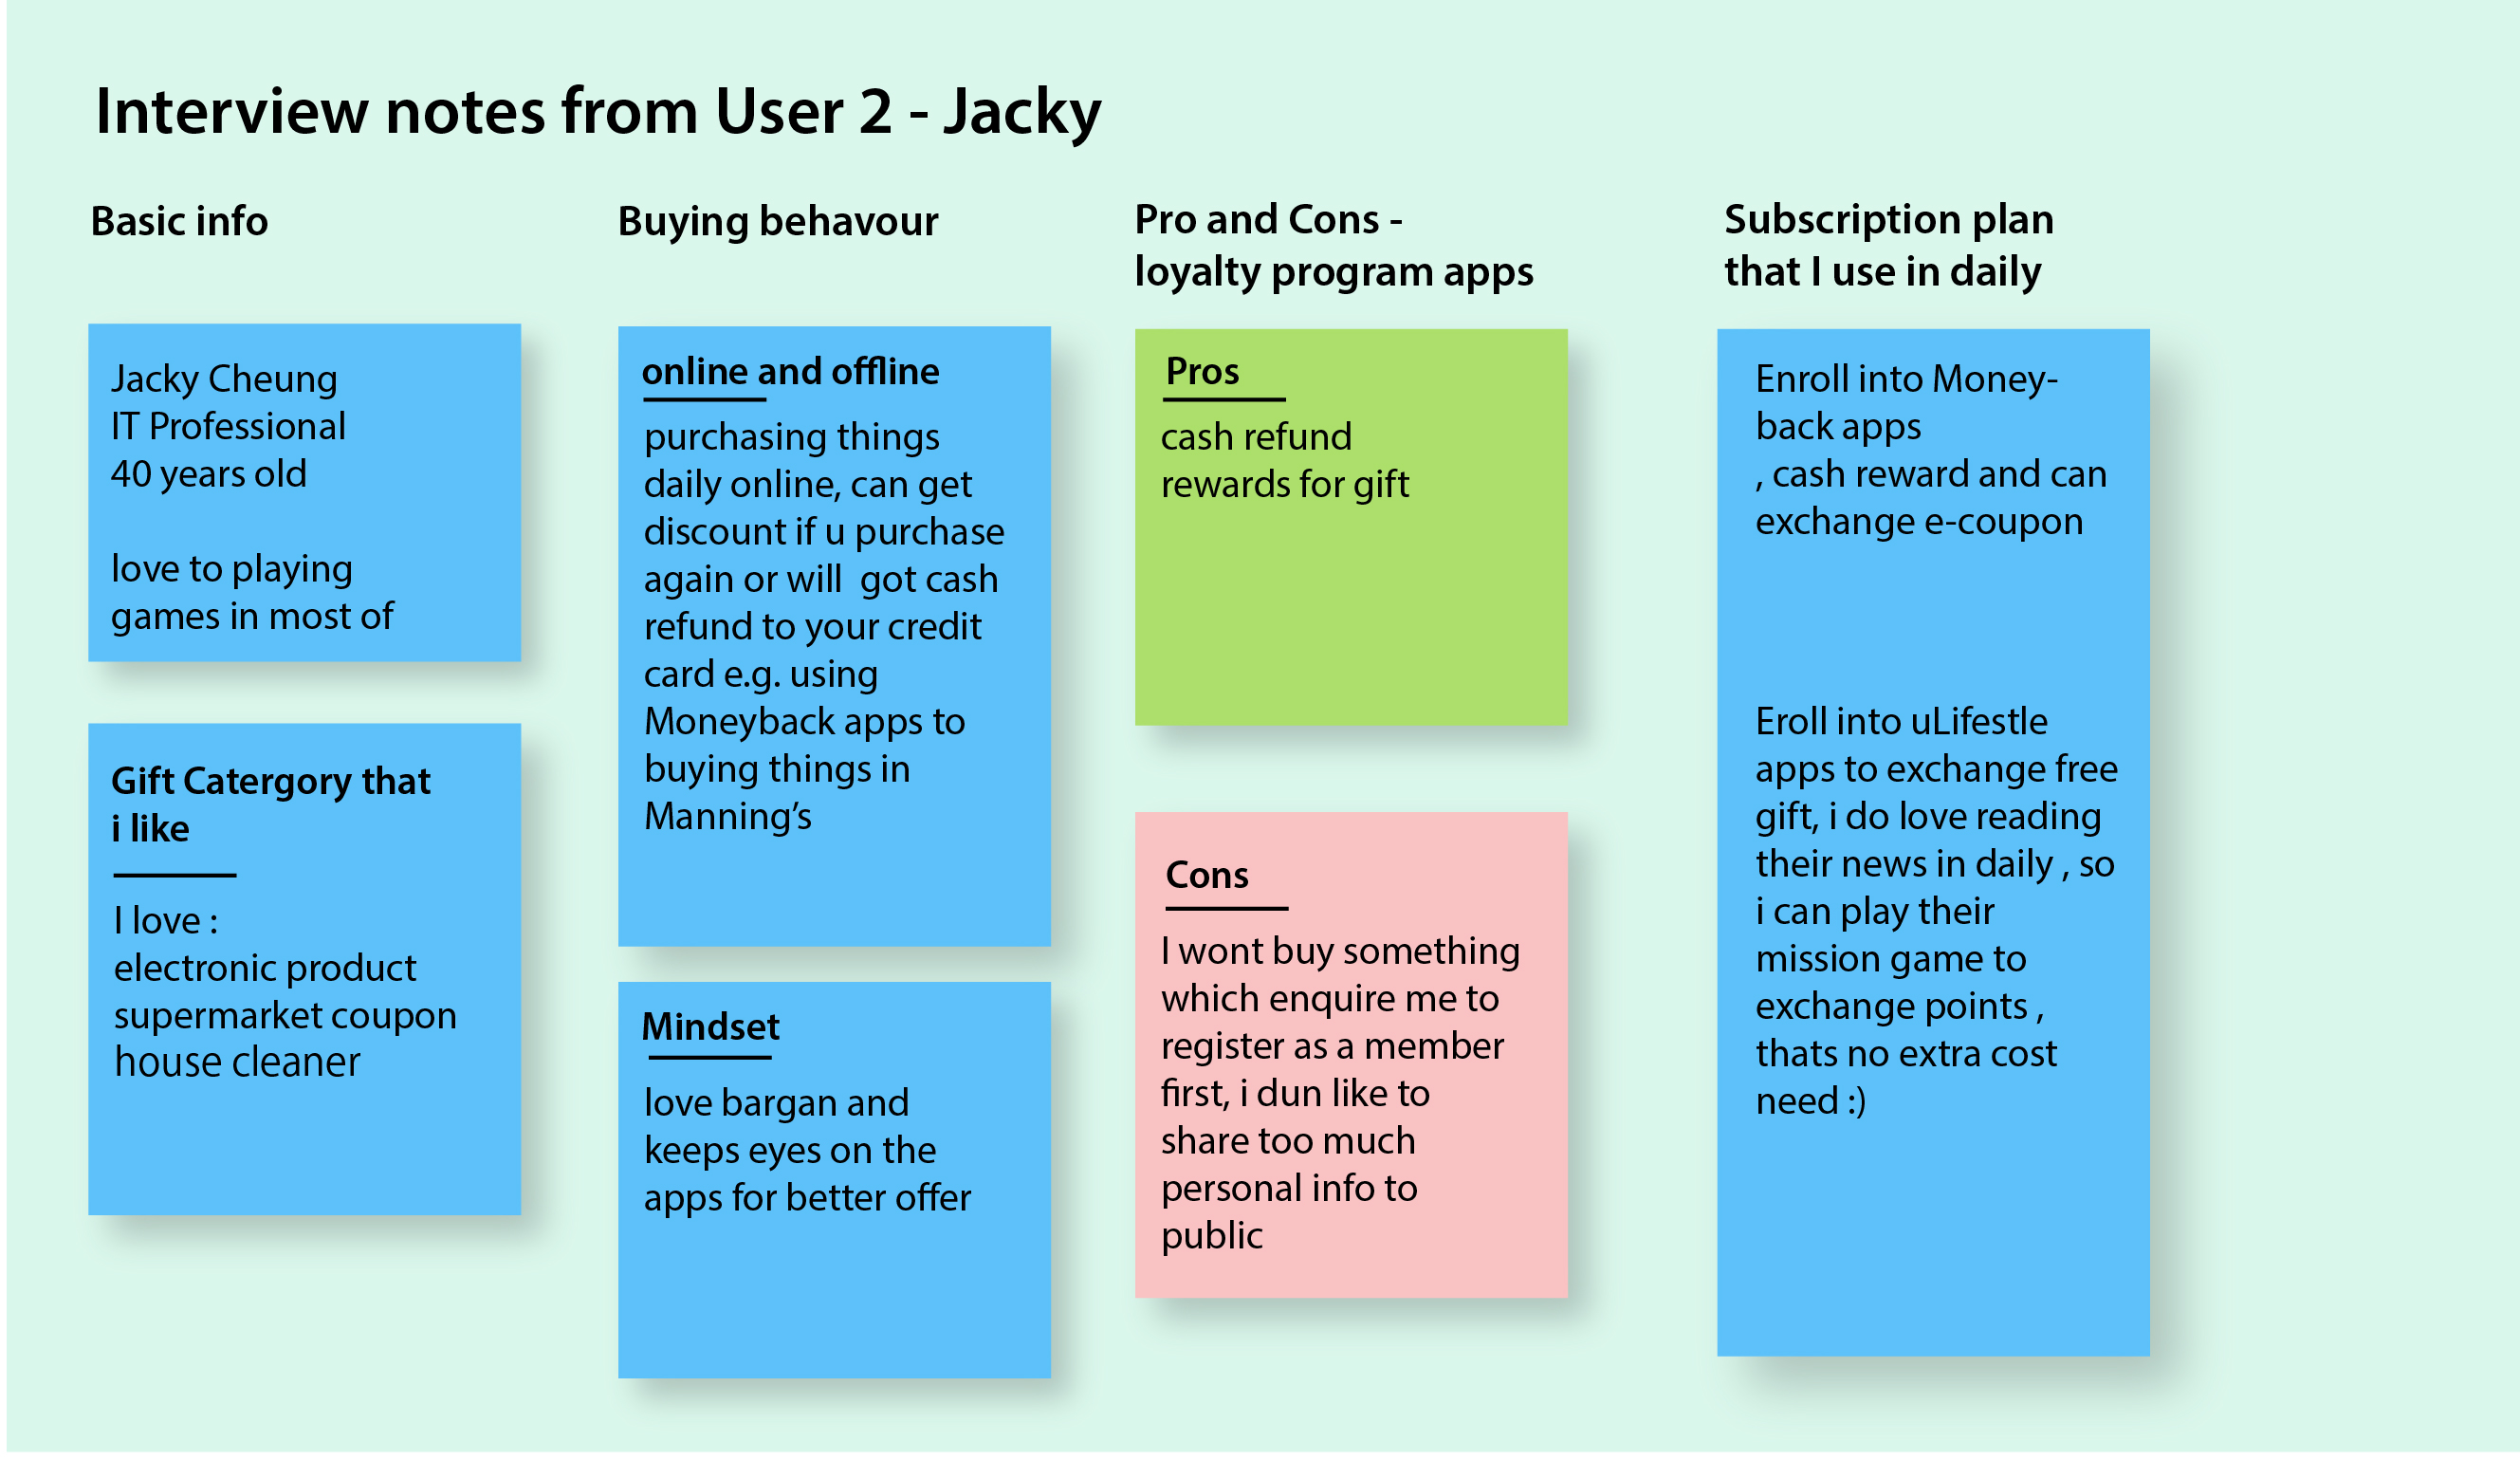 Interview notes from User 2 - Jacky
Basic info
Jacky Cheung
IT Professional
40 years old
love to playing
games in most of
Gift Catergory that
i like
I love :
electronic product
supermarket coupon
house cleaner
Buying behavour
online and offline
purchasing things
daily online, can get
discount if u purchase
again or will  got cash
refund to your credit
card e.g. using
Moneyback apps to
buying things in
Manning’s
Mindset
love bargan and
keeps eyes on the
apps for better offer
Pro and Cons -
loyalty program apps
Pros
cash refund
rewards for gift
Cons
I wont buy something
which enquire me to
register as a member
first, i dun like to
share too much
personal info to
public
Subscription plan
that I use in daily
Enroll into Money-
back apps
, cash reward and can
exchange e-coupon
Eroll into uLifestle
apps to exchange free
gift, i do love reading
their news in daily , so
i can play their
mission game to
exchange points ,
thats no extra cost
need :)